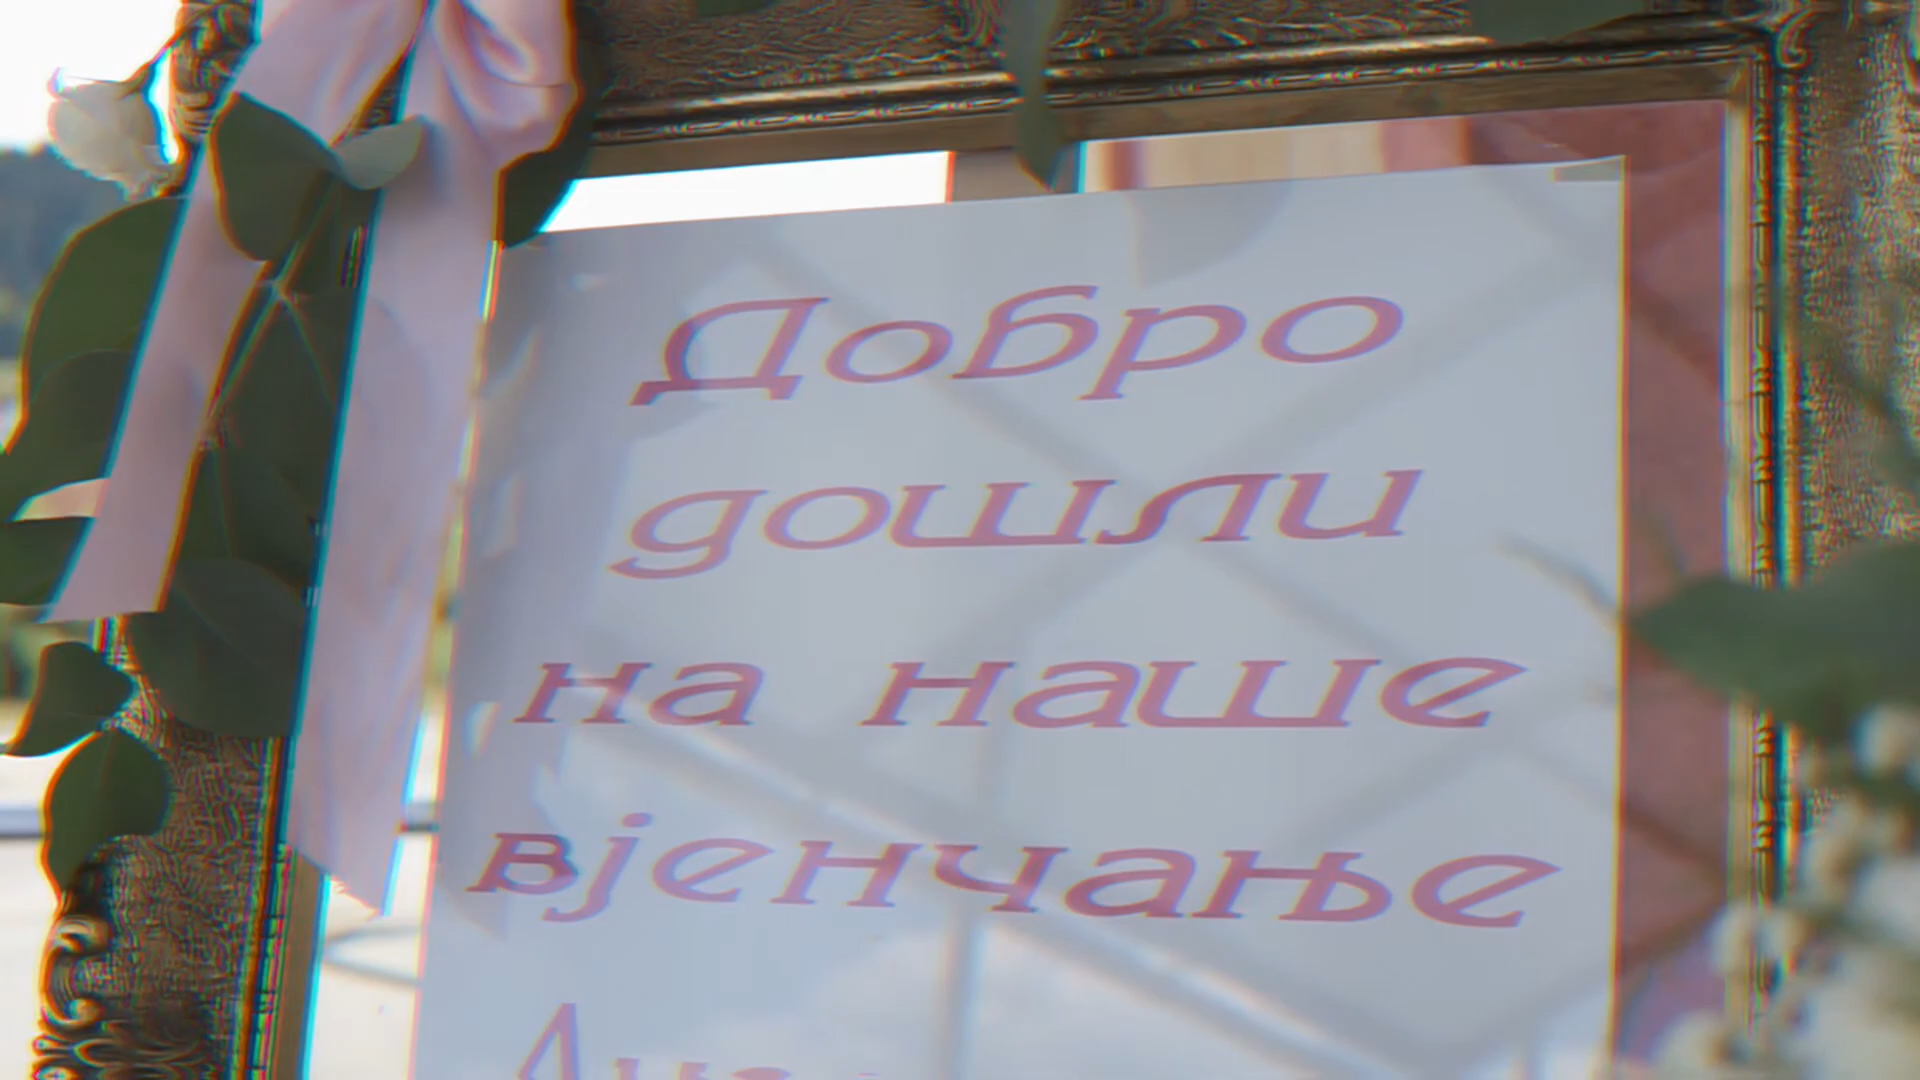 Добро
дошли
на наше
вјенчање